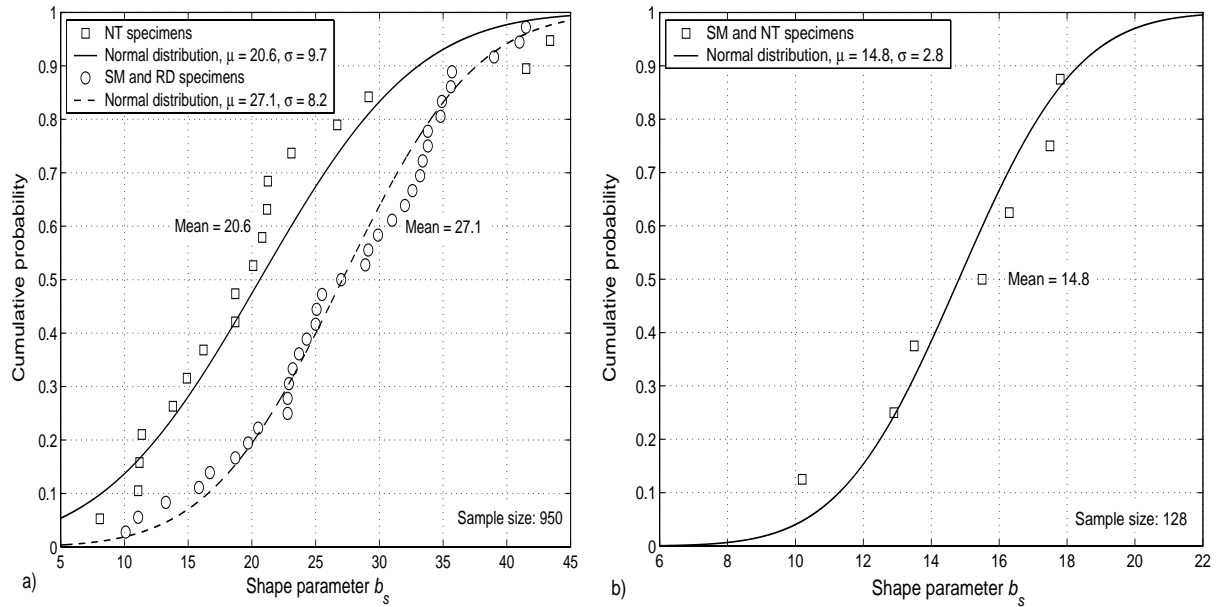 1
0.9
0.8
0.7
0.6
0.5
0.4
0.3
0.2
0.1
0
Cumulative probability
NT specimens
Normal distribution, μ = 20.6, σ = 9.7
SM and RD specimens
Normal distribution, μ = 27.1, σ = 8.2
Mean = 20.6
Mean = 27.1
Sample size: 950
5 10 15 20 25 30 35 40 45
a)
Shape parameter b_s
1
0.9
0.8
0.7
0.6
0.5
0.4
0.3
0.2
0.1
0
Cumulative probability
SM and NT specimens
Normal distribution, μ = 14.8, σ = 2.8
Mean = 14.8
Sample size: 128
6 8 10 12 14 16 18 20 22
b)
Shape parameter b_s